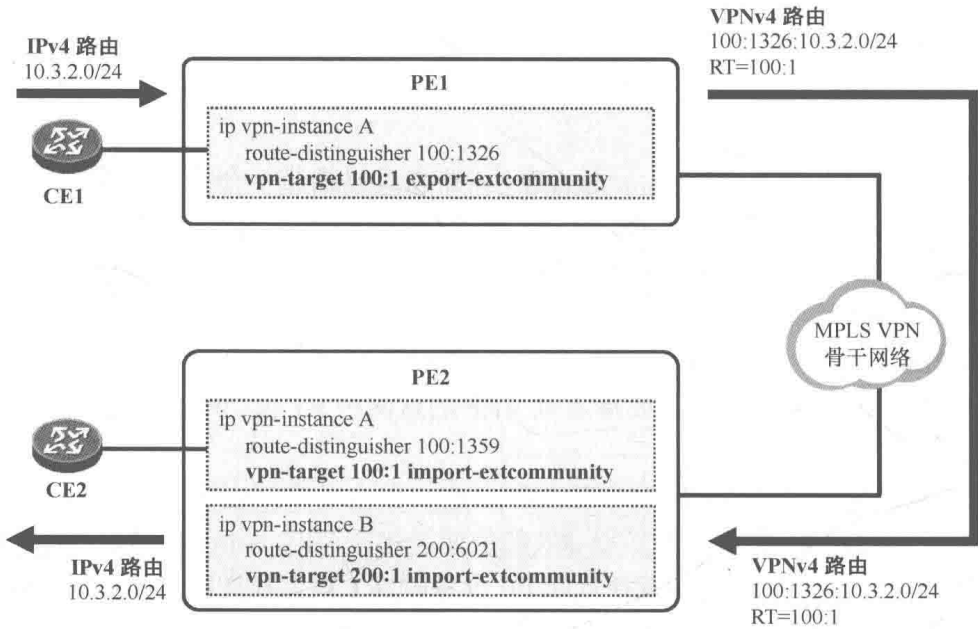 IPv4 路由
10.3.2.0/24
CE1
PE1
ip vpn-instance A
route-distinguisher 100:1326
vpn-target 100:1 export-extcommunity
VPNv4 路由
100:1326:10.3.2.0/24
RT=100:1
MPLS VPN
骨干网络
PE2
ip vpn-instance A
route-distinguisher 100:1359
vpn-target 100:1 import-extcommunity
ip vpn-instance B
route-distinguisher 200:6021
vpn-target 200:1 import-extcommunity
CE2
IPv4 路由
10.3.2.0/24
VPNv4 路由
100:1326:10.3.2.0/24
RT=100:1